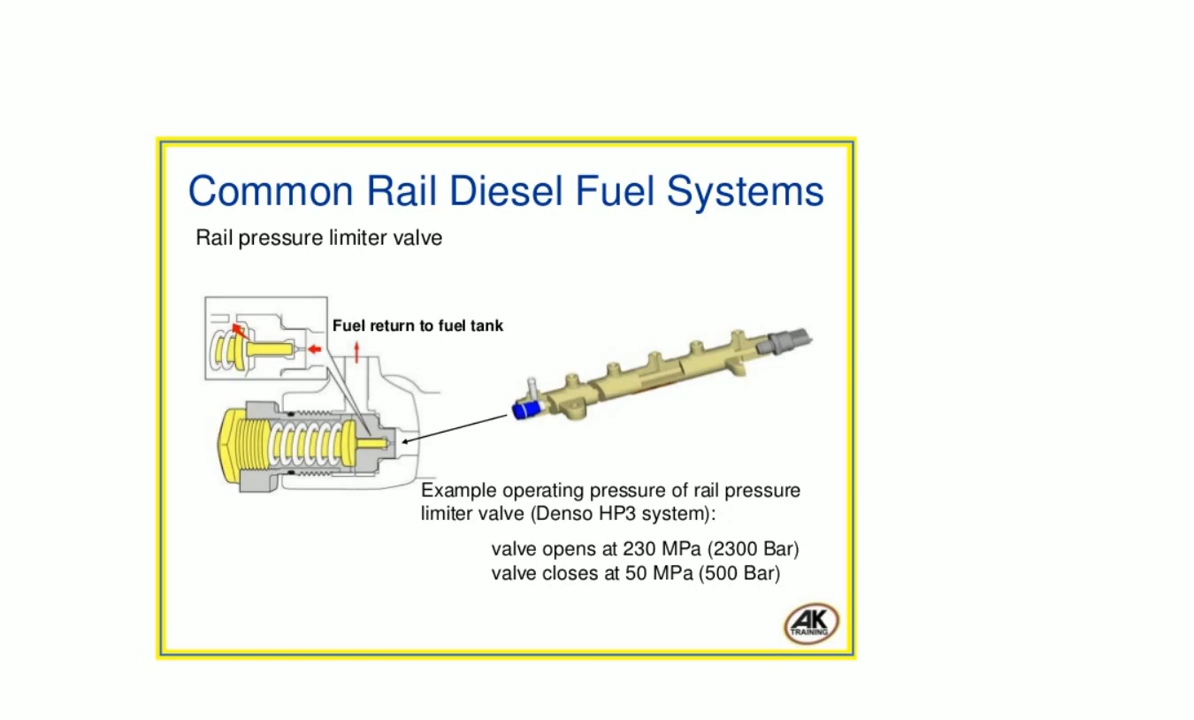 Common Rail Diesel Fuel Systems
Rail pressure limiter valve
Fuel return to fuel tank
Example operating pressure of rail pressure
limiter valve (Denso HP3 system):
valve opens at 230 MPa (2300 Bar)
valve closes at 50 MPa (500 Bar)
AK
TRAINING